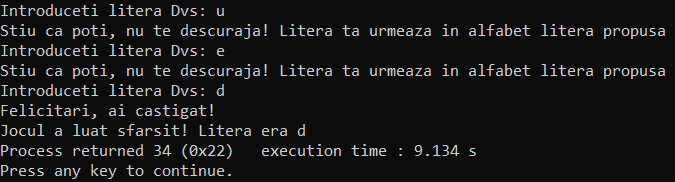 Introduceti litera Dvs: u
Stiu ca poti, nu te descuraja! Litera ta urmeaza in alfabet litera propusa
Introduceti litera Dvs: e
Stiu ca poti, nu te descuraja! Litera ta urmeaza in alfabet litera propusa
Introduceti litera Dvs: d
Felicitari, ai castigat!
Jocul a luat sfarsit! Litera era d
Process returned 34 (0x22)   execution time : 9.134 s
Press any key to continue.